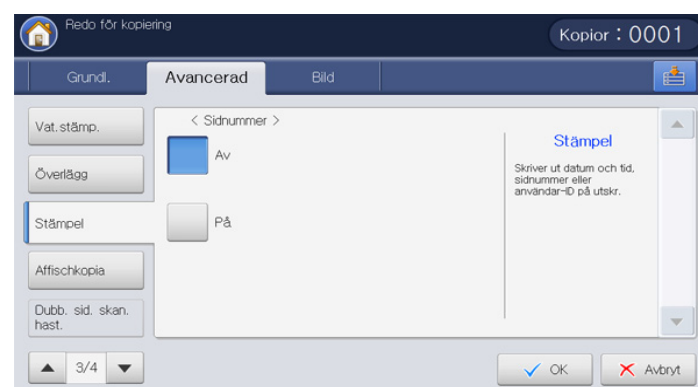 Redo för kopiering
Kopior : 0001
Grundl.
Avancerad
Bild
Vat.stämp.
Överlägg
Stämpel
Affischkopia
Dubb. sid. skan.
hast.
3/4
< Sidnummer >
Av
På
Stämpel
Skriver ut datum och tid,
sidnummer eller
användar-ID på utskr.
OK
Avbryt